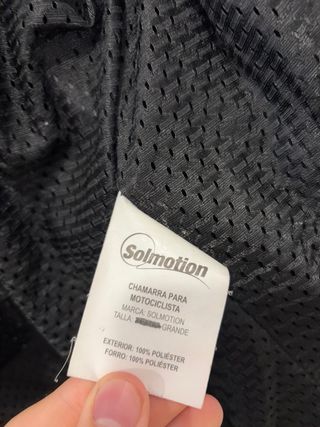 Solmotion
CHAMARRA PARA
MOTOCICLISTA
MARCA: SOLMOTION
TALLA: GRANDE
EXTERIOR: 100% POLIÉSTER
FORRO: 100% POLIÉSTER